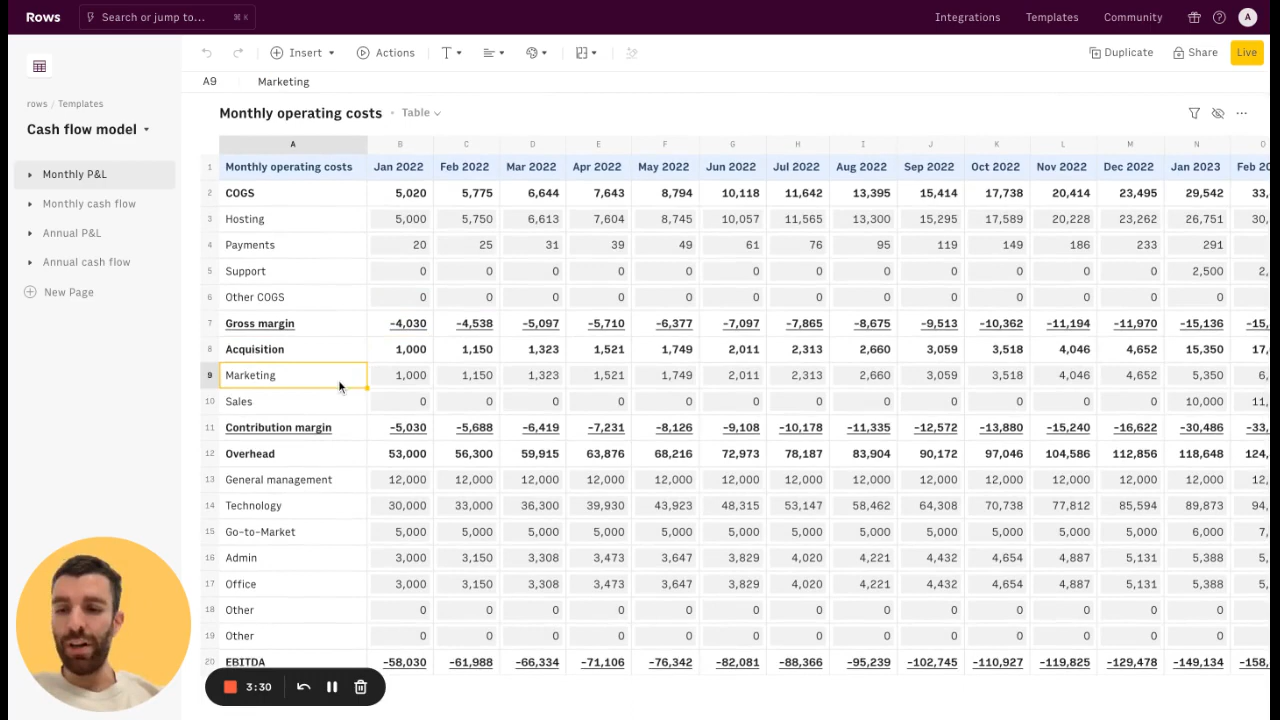 Rows Search or jump to... ⌘ K Integrations Templates Community A
Insert Actions T Duplicate Share Live
A9 Marketing
rows / Templates
Cash flow model
Monthly P&L
Monthly cash flow
Annual P&L
Annual cash flow
New Page
Monthly operating costs • Table
A B C D E F G H I J K L M N O
1 Monthly operating costs Jan 2022 Feb 2022 Mar 2022 Apr 2022 May 2022 Jun 2022 Jul 2022 Aug 2022 Sep 2022 Oct 2022 Nov 2022 Dec 2022 Jan 2023 Feb 20
2 COGS 5,020 5,775 6,644 7,643 8,794 10,118 11,642 13,395 15,414 17,738 20,414 23,495 29,542 33,
3 Hosting 5,000 5,750 6,613 7,604 8,745 10,057 11,565 13,300 15,295 17,589 20,228 23,262 26,751 30,
4 Payments 20 25 31 39 49 61 76 95 119 149 186 233 291
5 Support 0 0 0 0 0 0 0 0 0 0 0 0 2,500 2,
6 Other COGS 0 0 0 0 0 0 0 0 0 0 0 0 0
7 Gross margin -4,030 -4,538 -5,097 -5,710 -6,377 -7,097 -7,865 -8,675 -9,513 -10,362 -11,194 -11,970 -15,136 -15,
8 Acquisition 1,000 1,150 1,323 1,521 1,749 2,011 2,313 2,660 3,059 3,518 4,046 4,652 15,350 17,
9 Marketing 1,000 1,150 1,323 1,521 1,749 2,011 2,313 2,660 3,059 3,518 4,046 4,652 5,350 6,
10 Sales 0 0 0 0 0 0 0 0 0 0 0 0 10,000 11,
11 Contribution margin -5,030 -5,688 -6,419 -7,231 -8,126 -9,108 -10,178 -11,335 -12,572 -13,880 -15,240 -16,622 -30,486 -33,
12 Overhead 53,000 56,300 59,915 63,876 68,216 72,973 78,187 83,904 90,172 97,046 104,586 112,856 118,648 124,
13 General management 12,000 12,000 12,000 12,000 12,000 12,000 12,000 12,000 12,000 12,000 12,000 12,000 12,000 12,
14 Technology 30,000 33,000 36,300 39,930 43,923 48,315 53,147 58,462 64,308 70,738 77,812 85,594 89,873 94,
15 Go-to-Market 5,000 5,000 5,000 5,000 5,000 5,000 5,000 5,000 5,000 5,000 5,000 5,000 6,000 7,
16 Admin 3,000 3,150 3,308 3,473 3,647 3,829 4,020 4,221 4,432 4,654 4,887 5,131 5,388 5,
17 Office 3,000 3,150 3,308 3,473 3,647 3,829 4,020 4,221 4,432 4,654 4,887 5,131 5,388 5,
18 Other 0 0 0 0 0 0 0 0 0 0 0 0 0
19 Other 0 0 0 0 0 0 0 0 0 0 0 0 0
20 EBITDA -58,030 -61,988 -66,334 -71,106 -76,342 -82,081 -88,366 -95,239 -102,745 -110,927 -119,825 -129,478 -149,134 -158,
3:30